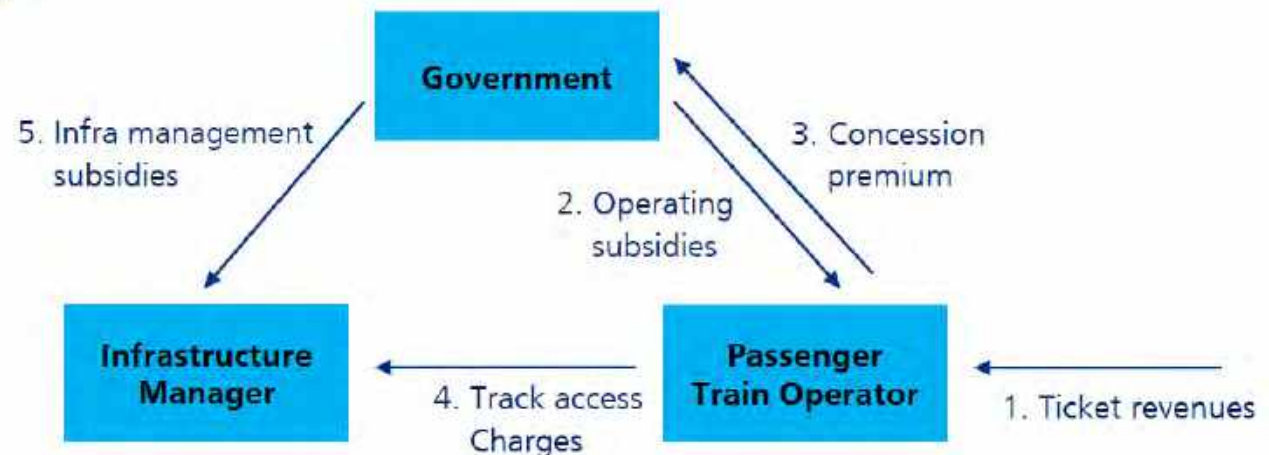 Government
5. Infra management
subsidies
3. Concession
premium
2. Operating
subsidies
Infrastructure
Manager
Passenger
Train Operator
4. Track access
Charges
1. Ticket revenues